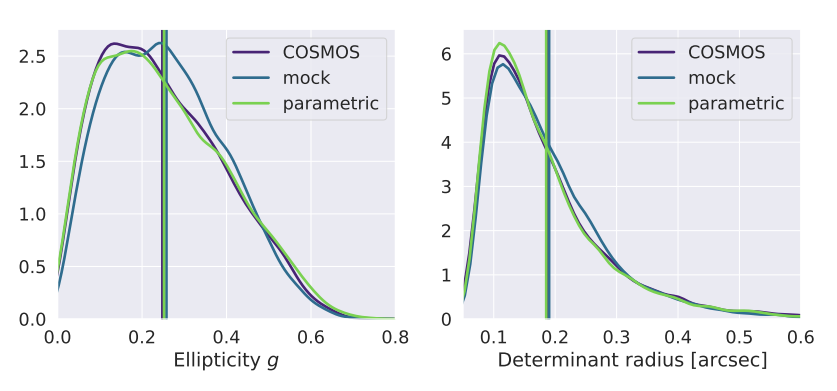 2.5
2.0
1.5
1.0
0.5
0.0
0.0 0.2 0.4 0.6 0.8
Ellipticity g
COSMOS
mock
parametric
6
5
4
3
2
1
0
0.1 0.2 0.3 0.4 0.5 0.6
Determinant radius [arcsec]
COSMOS
mock
parametric